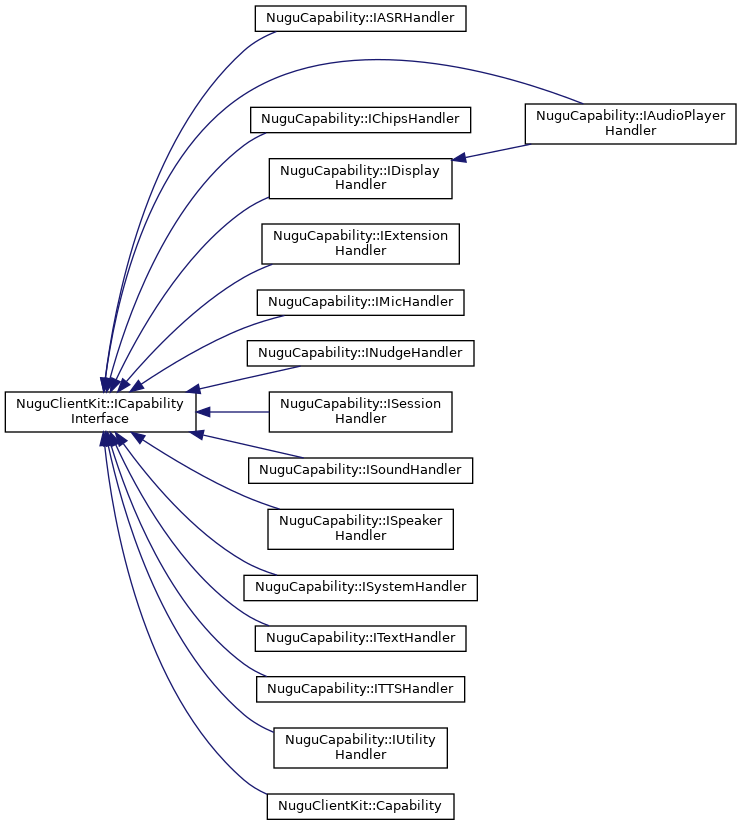 NuguCapability::IASRHandler
NuguCapability::IAudioPlayer
Handler
NuguCapability::IChipsHandler
NuguCapability::IDisplay
Handler
NuguCapability::IExtension
Handler
NuguCapability::IMicHandler
NuguCapability::INudgeHandler
NuguClientKit::ICapability
Interface
NuguCapability::ISession
Handler
NuguCapability::ISoundHandler
NuguCapability::ISpeaker
Handler
NuguCapability::ISystemHandler
NuguCapability::ITextHandler
NuguCapability::ITTSHandler
NuguCapability::IUtility
Handler
NuguClientKit::Capability